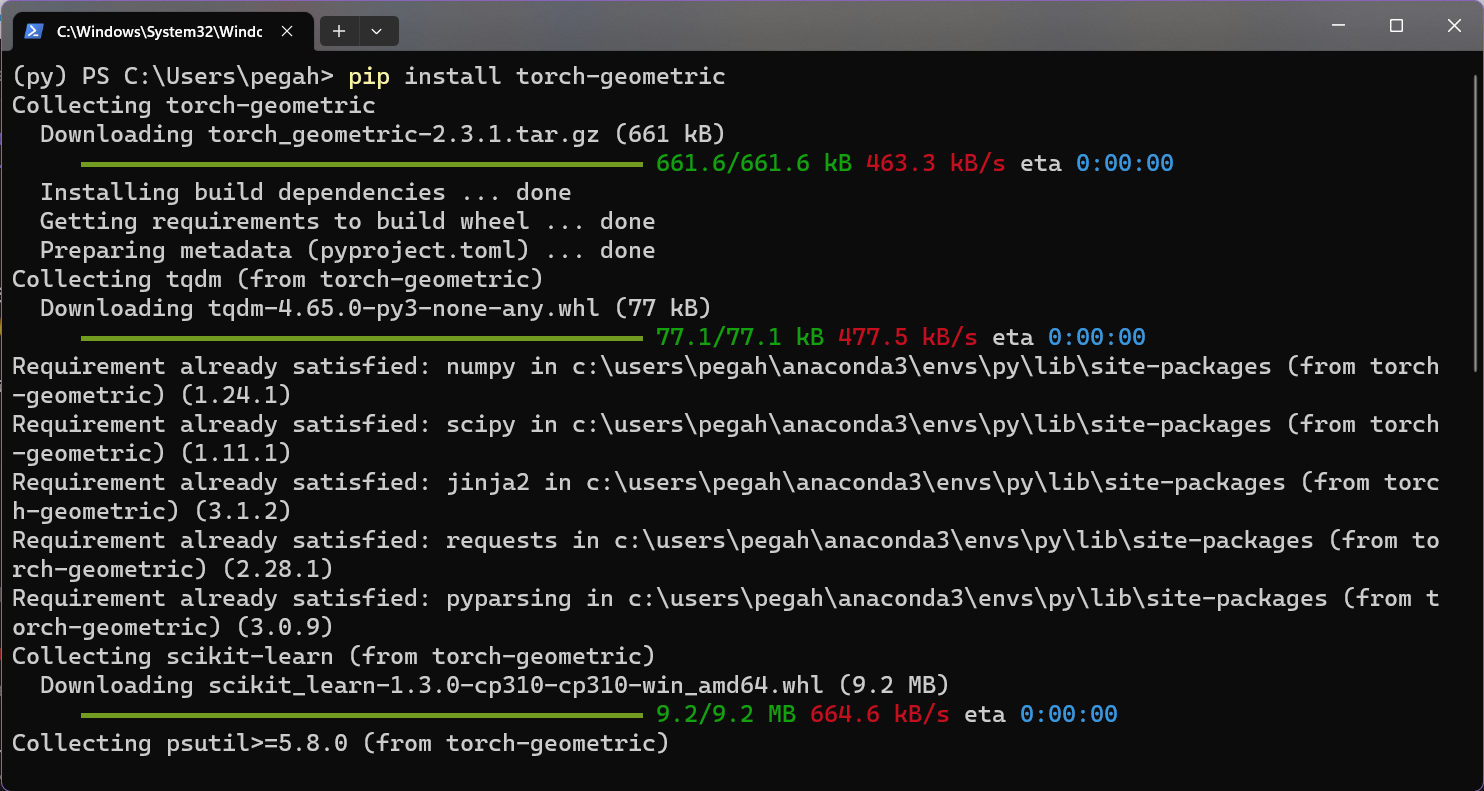 C:\Windows\System32\Windc
(py) PS C:\Users\pegah> pip install torch-geometric
Collecting torch-geometric
  Downloading torch_geometric-2.3.1.tar.gz (661 kB)
661.6/661.6 kB 463.3 kB/s eta 0:00:00
  Installing build dependencies ... done
  Getting requirements to build wheel ... done
  Preparing metadata (pyproject.toml) ... done
Collecting tqdm (from torch-geometric)
  Downloading tqdm-4.65.0-py3-none-any.whl (77 kB)
77.1/77.1 kB 477.5 kB/s eta 0:00:00
Requirement already satisfied: numpy in c:\users\pegah\anaconda3\envs\py\lib\site-packages (from torch
-geometric) (1.24.1)
Requirement already satisfied: scipy in c:\users\pegah\anaconda3\envs\py\lib\site-packages (from torch
-geometric) (1.11.1)
Requirement already satisfied: jinja2 in c:\users\pegah\anaconda3\envs\py\lib\site-packages (from torc
h-geometric) (3.1.2)
Requirement already satisfied: requests in c:\users\pegah\anaconda3\envs\py\lib\site-packages (from to
rch-geometric) (2.28.1)
Requirement already satisfied: pyparsing in c:\users\pegah\anaconda3\envs\py\lib\site-packages (from t
orch-geometric) (3.0.9)
Collecting scikit-learn (from torch-geometric)
  Downloading scikit_learn-1.3.0-cp310-cp310-win_amd64.whl (9.2 MB)
9.2/9.2 MB 664.6 kB/s eta 0:00:00
Collecting psutil>=5.8.0 (from torch-geometric)